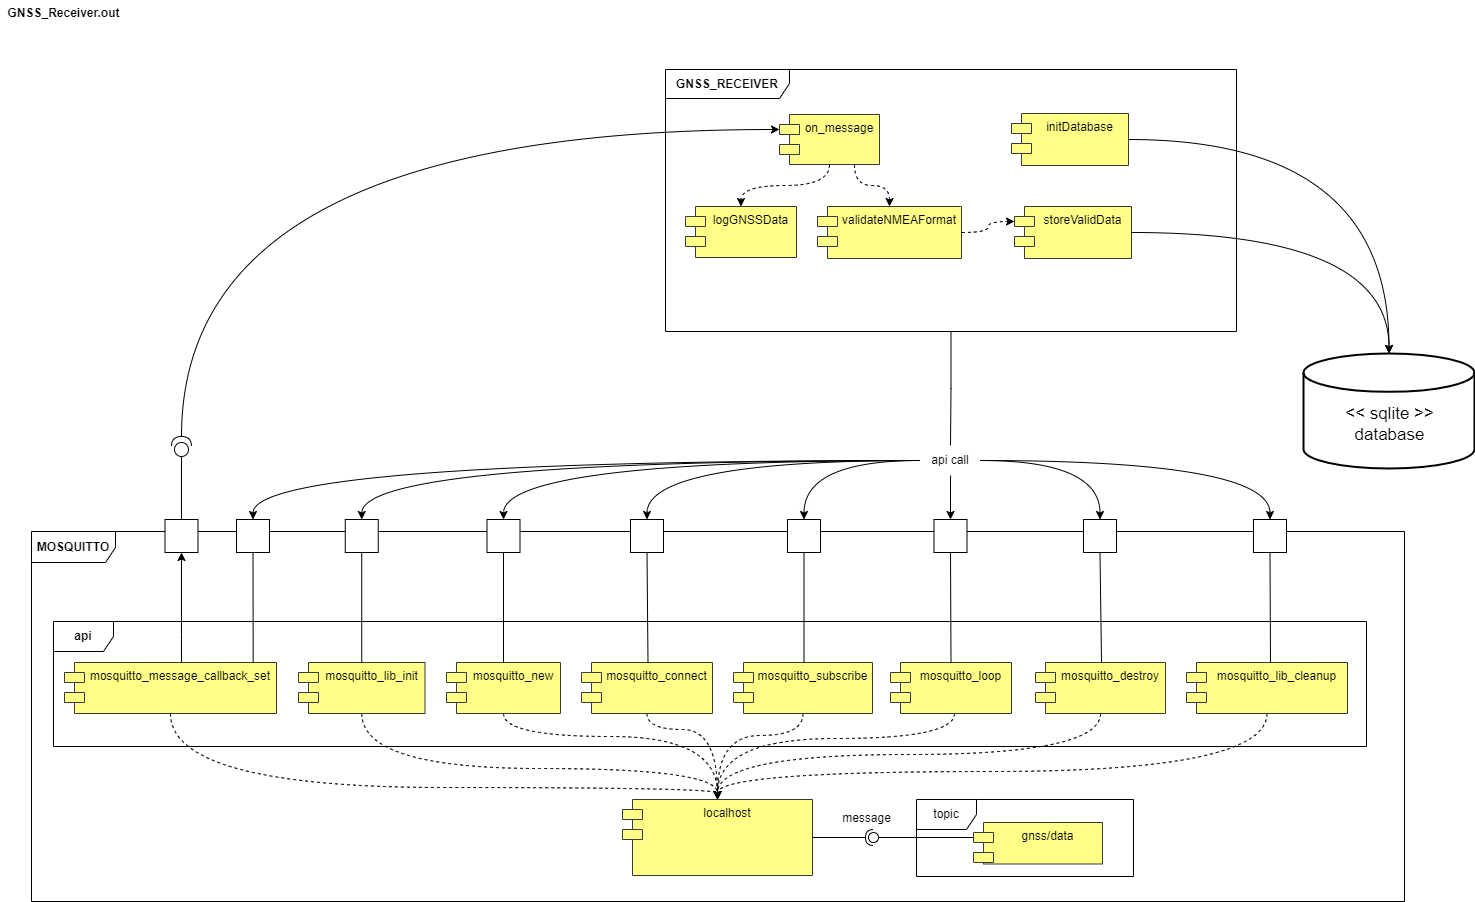 GNSS_Receiver.out
GNSS_RECEIVER
on_message
initDatabase
logGNSSData
validateNMEAFormat
storeValidData
<< sqlite >>
database
api call
MOSQUITTO
api
mosquitto_message_callback_set
mosquitto_lib_init
mosquitto_new
mosquitto_connect
mosquitto_subscribe
mosquitto_loop
mosquitto_destroy
mosquitto_lib_cleanup
localhost
message
topic
gnss/data